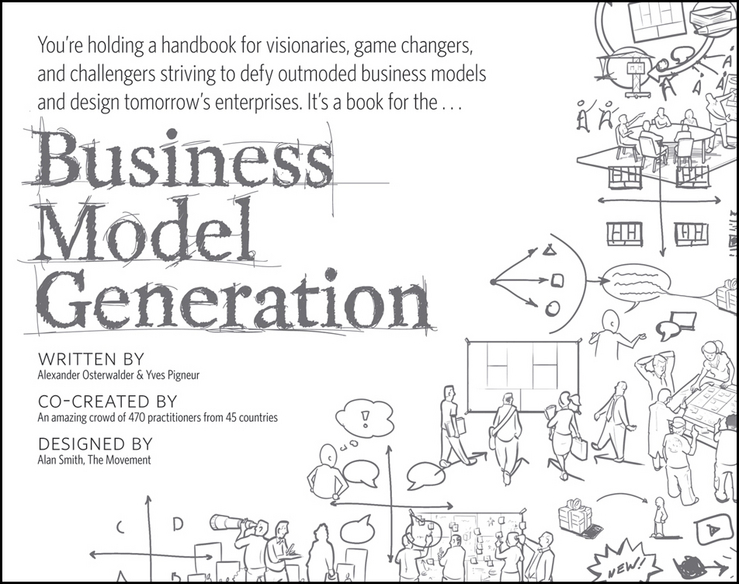 You're holding a handbook for visionaries, game changers,
and challengers striving to defy outmoded business models
and design tomorrow's enterprises. It's a book for the . . .
Business
Model
Generation
WRITTEN BY
Alexander Osterwalder & Yves Pigneur
CO-CREATED BY
An amazing crowd of 470 practitioners from 45 countries
DESIGNED BY
Alan Smith, The Movement
!
C D
A B
NEW!